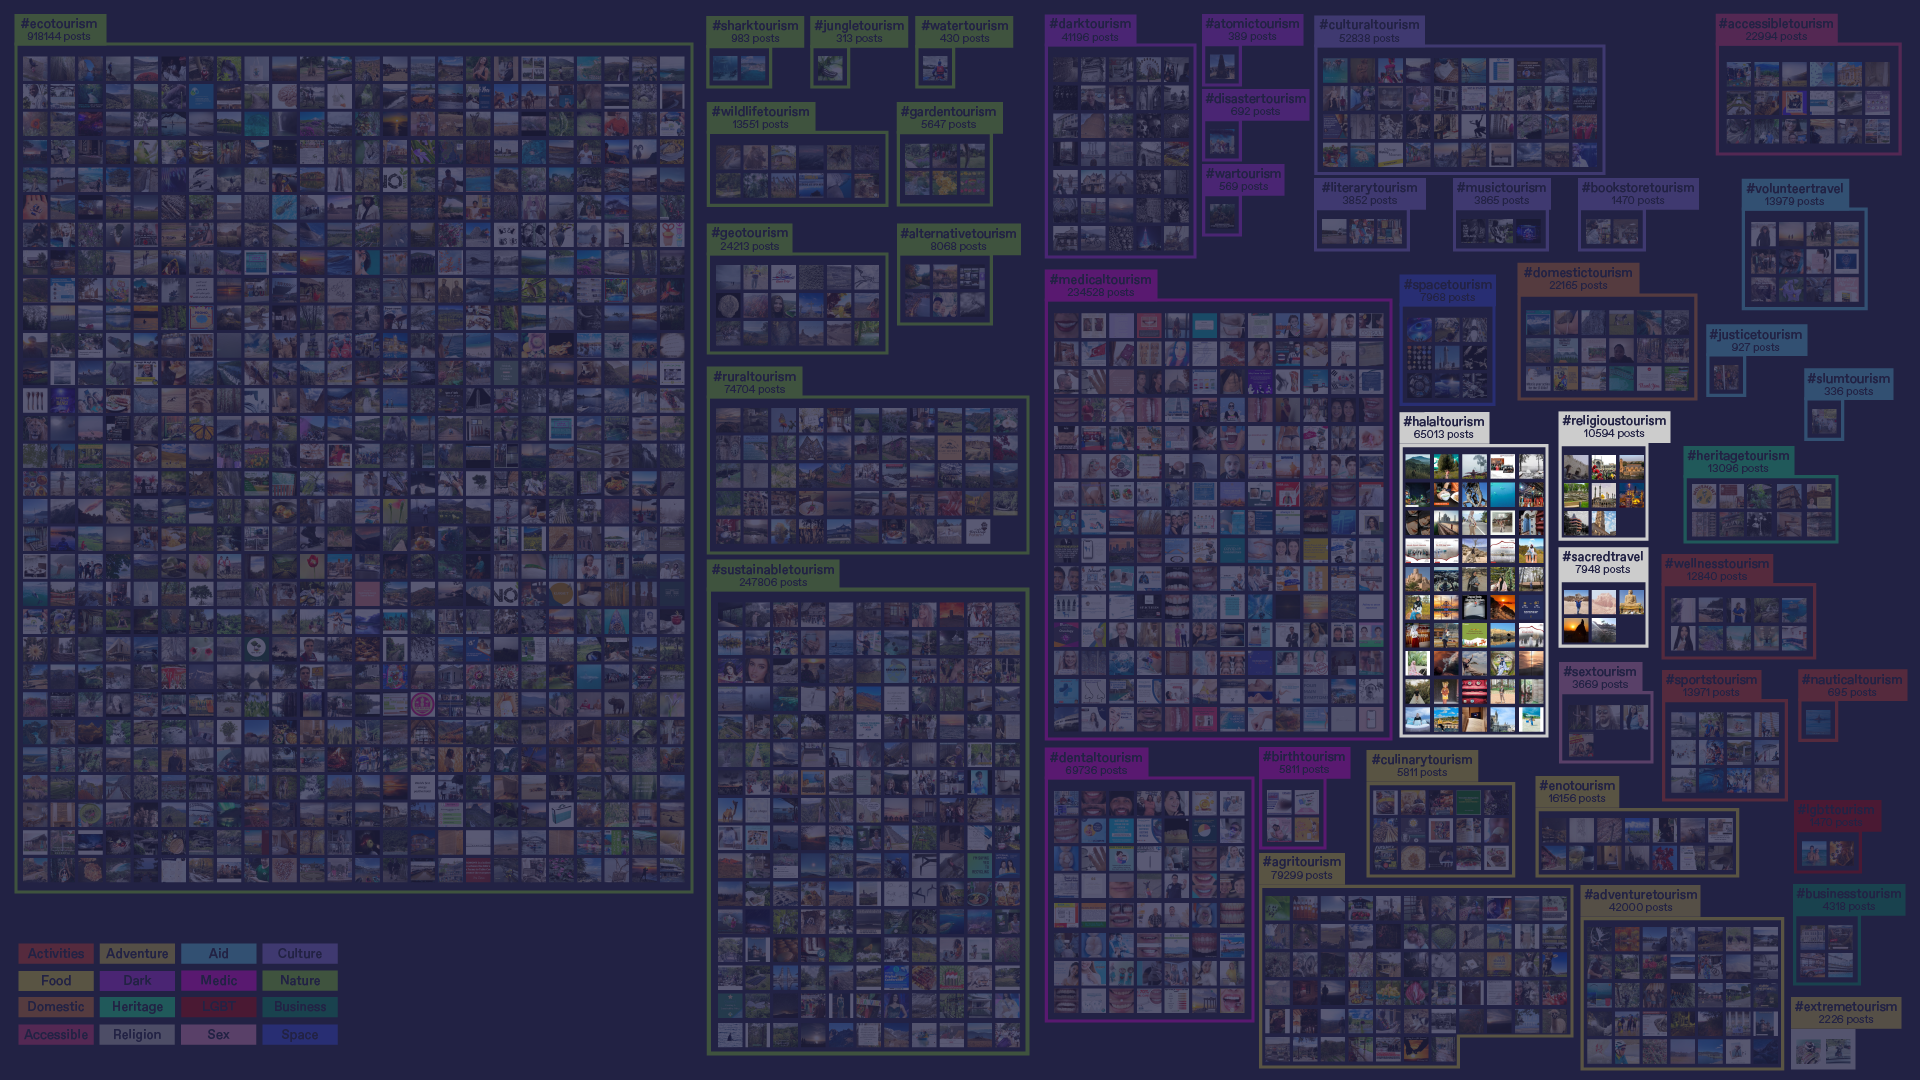 #ecotourism
918144 posts
#sharktourism
983 posts
#jungletourism
313 posts
#watertourism
430 posts
#wildlifetourism
13551 posts
#gardentourism
5647 posts
#geotourism
24213 posts
#alternativetourism
8068 posts
#ruraltourism
74704 posts
#sustainabletourism
247806 posts
#darktourism
41196 posts
#atomictourism
389 posts
#disastertourism
692 posts
#wartourism
569 posts
#culturaltourism
52838 posts
#literarytourism
3852 posts
#musictourism
3865 posts
#bookstoretourism
1470 posts
#accessibletourism
22994 posts
#volunteertravel
13979 posts
#medicaltourism
234528 posts
#spacetourism
7968 posts
#domestictourism
22165 posts
#justicetourism
927 posts
#slumtourism
336 posts
#halaltourism
65013 posts
#religioustourism
10594 posts
#sacredtravel
7948 posts
#heritagetourism
13096 posts
#wellnesstourism
12840 posts
#sextourism
3669 posts
#sportstourism
13971 posts
#nauticaltourism
695 posts
#dentaltourism
69736 posts
#birthtourism
5811 posts
#culinarytourism
5811 posts
#enotourism
16156 posts
#agritourism
79299 posts
#adventuretourism
42000 posts
#businesstourism
4318 posts
#extremetourism
2226 posts
Activities
Adventure
Aid
Culture
Food
Dark
Medic
Nature
Domestic
Heritage
LGBT
Business
Accessible
Religion
Sex
Space